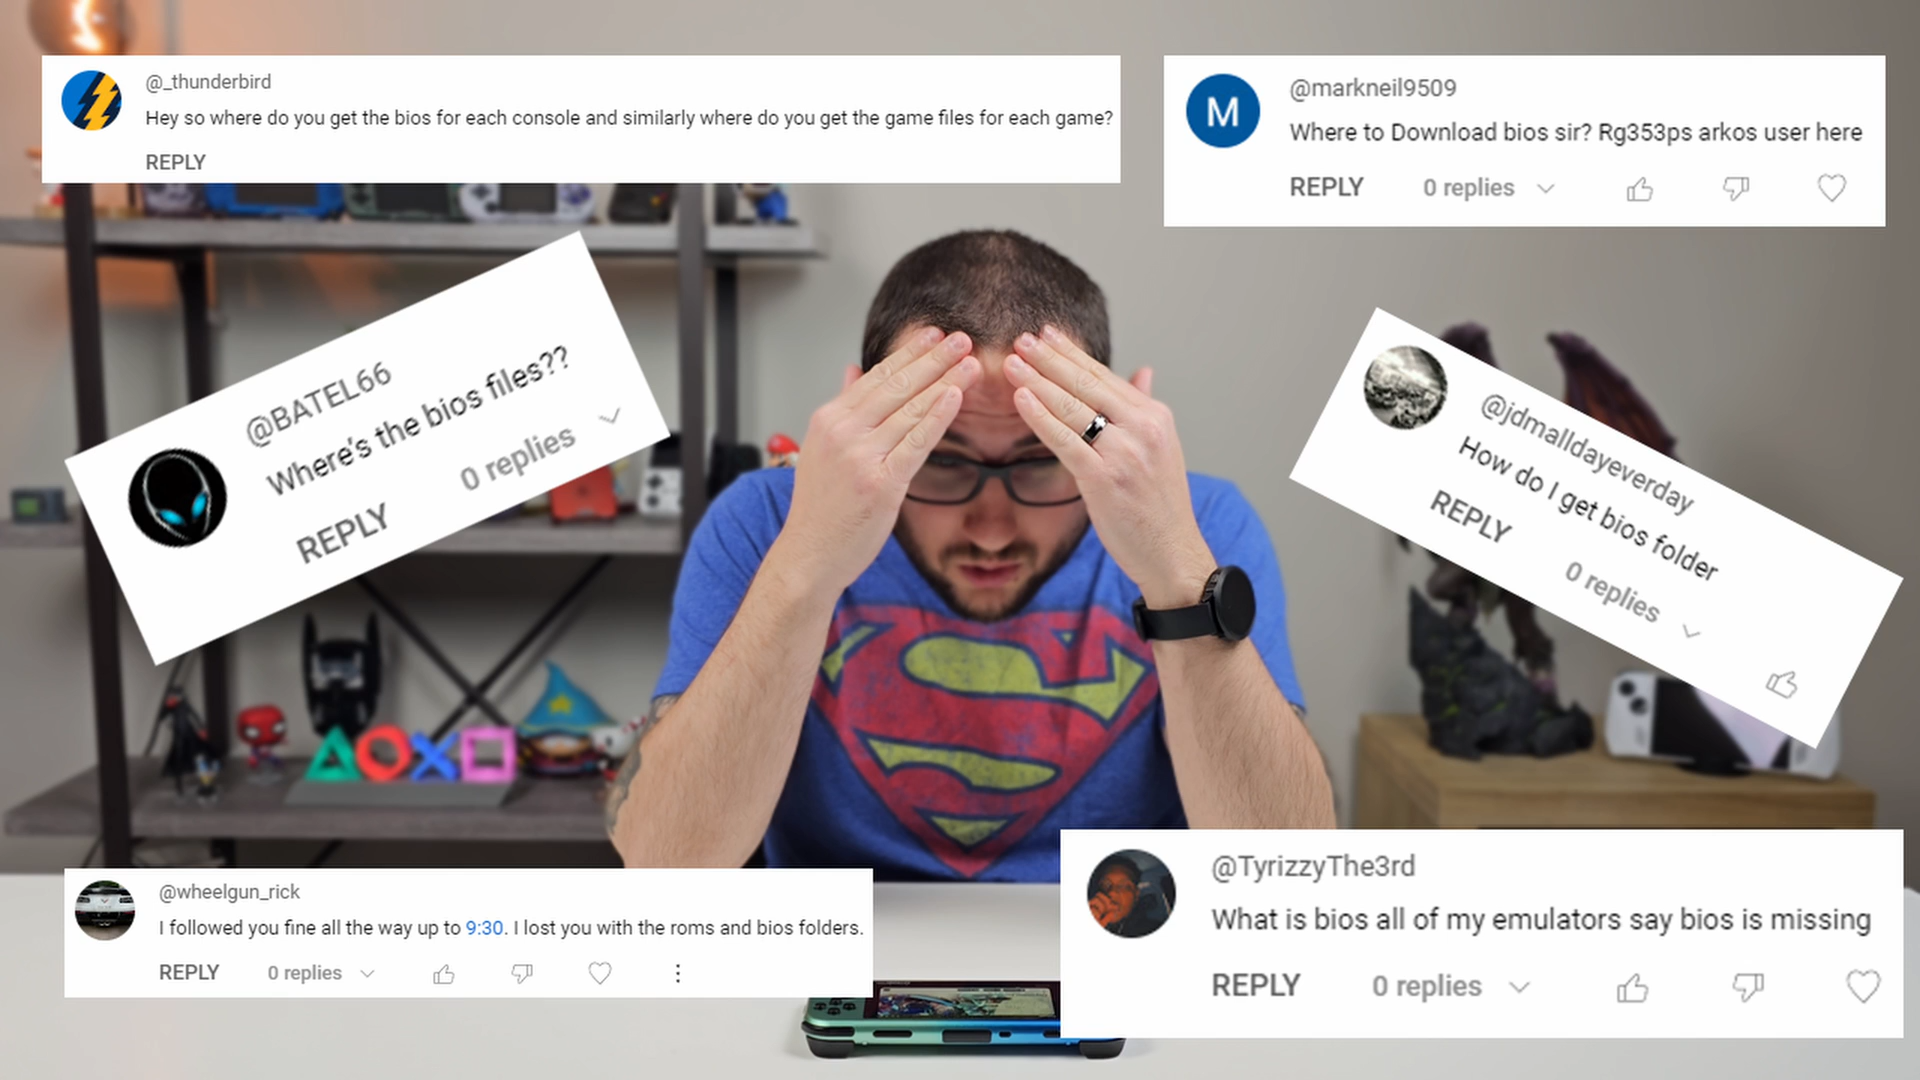 @_thunderbird
Hey so where do you get the bios for each console and similarly where do you get the game files for each game?
REPLY
M
@markneil9509
Where to Download bios sir? Rg353ps arkos user here
REPLY 0 replies
@BATEL66
Where's the bios files??
REPLY 0 replies
@jdmalldayeverday
How do I get bios folder
REPLY 0 replies
@wheelgun_rick
I followed you fine all the way up to 9:30. I lost you with the roms and bios folders.
REPLY 0 replies
@TyrizzyThe3rd
What is bios all of my emulators say bios is missing
REPLY 0 replies